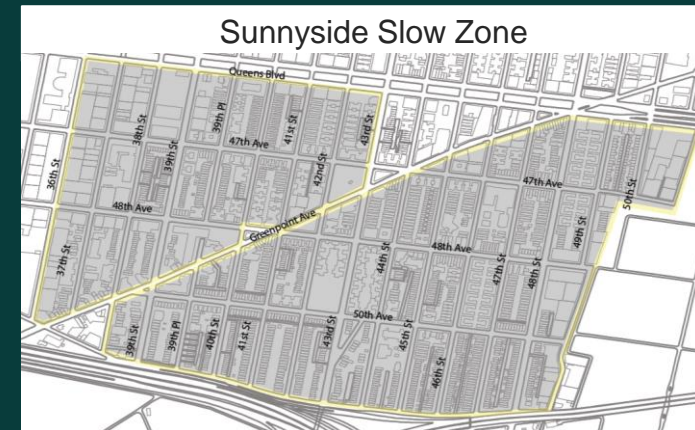 Sunnyside Slow Zone
Queens Blvd
39th Pl
41st St
43rd St
38th St
39th St
47th Ave
42nd St
36th St
47th Ave
50th St
48th Ave
Greenpoint Ave
37th St
44th St
48th Ave
49th St
47th St
48th St
50th Ave
39th St
39th Pl
40th St
41st St
43rd St
45th St
46th St